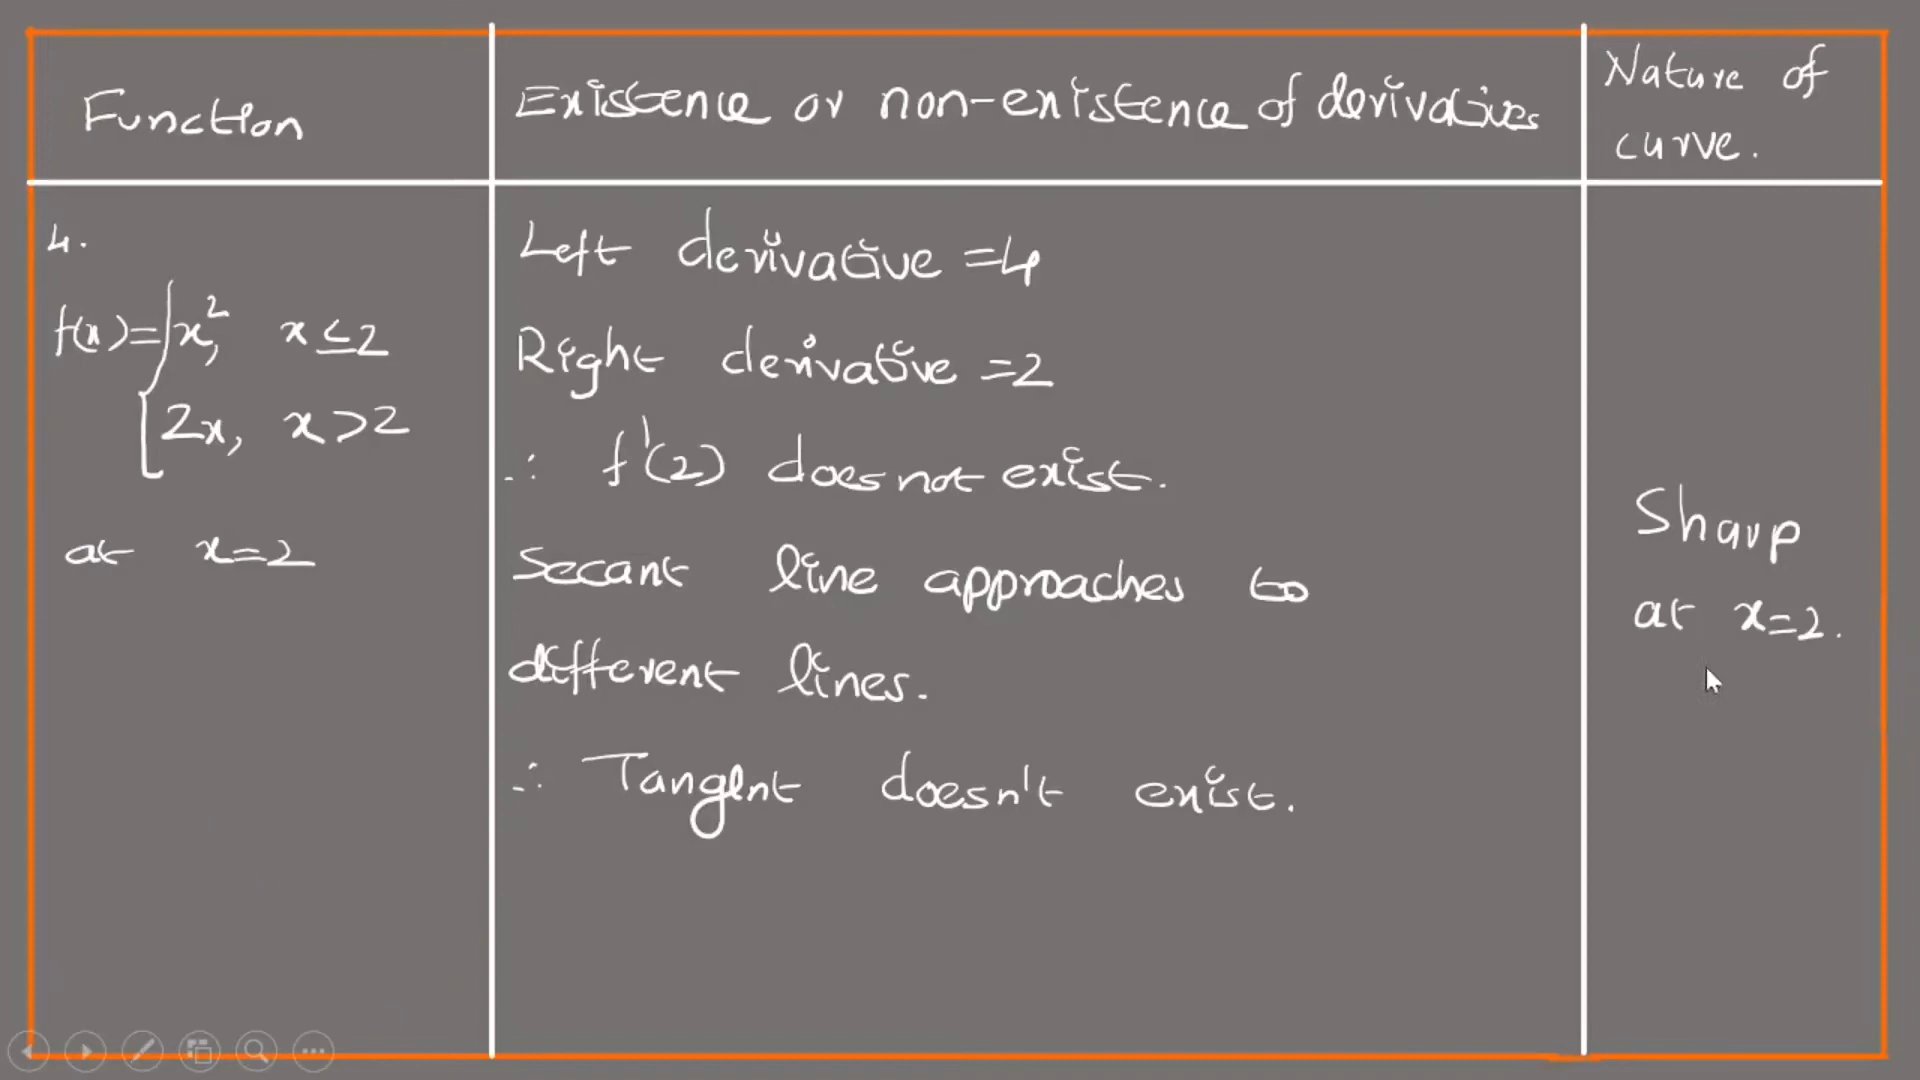 Function
Existence or non-existence of derivatives
Nature of
curve.
4.
f(x)={x², x≤2
2x, x>2
at x=2
Left derivative =4
Right derivative =2
∴ f'(2) does not exist.
Secant line approaches to
different lines.
∴ Tangent doesn't exist.
Sharp
at x=2.